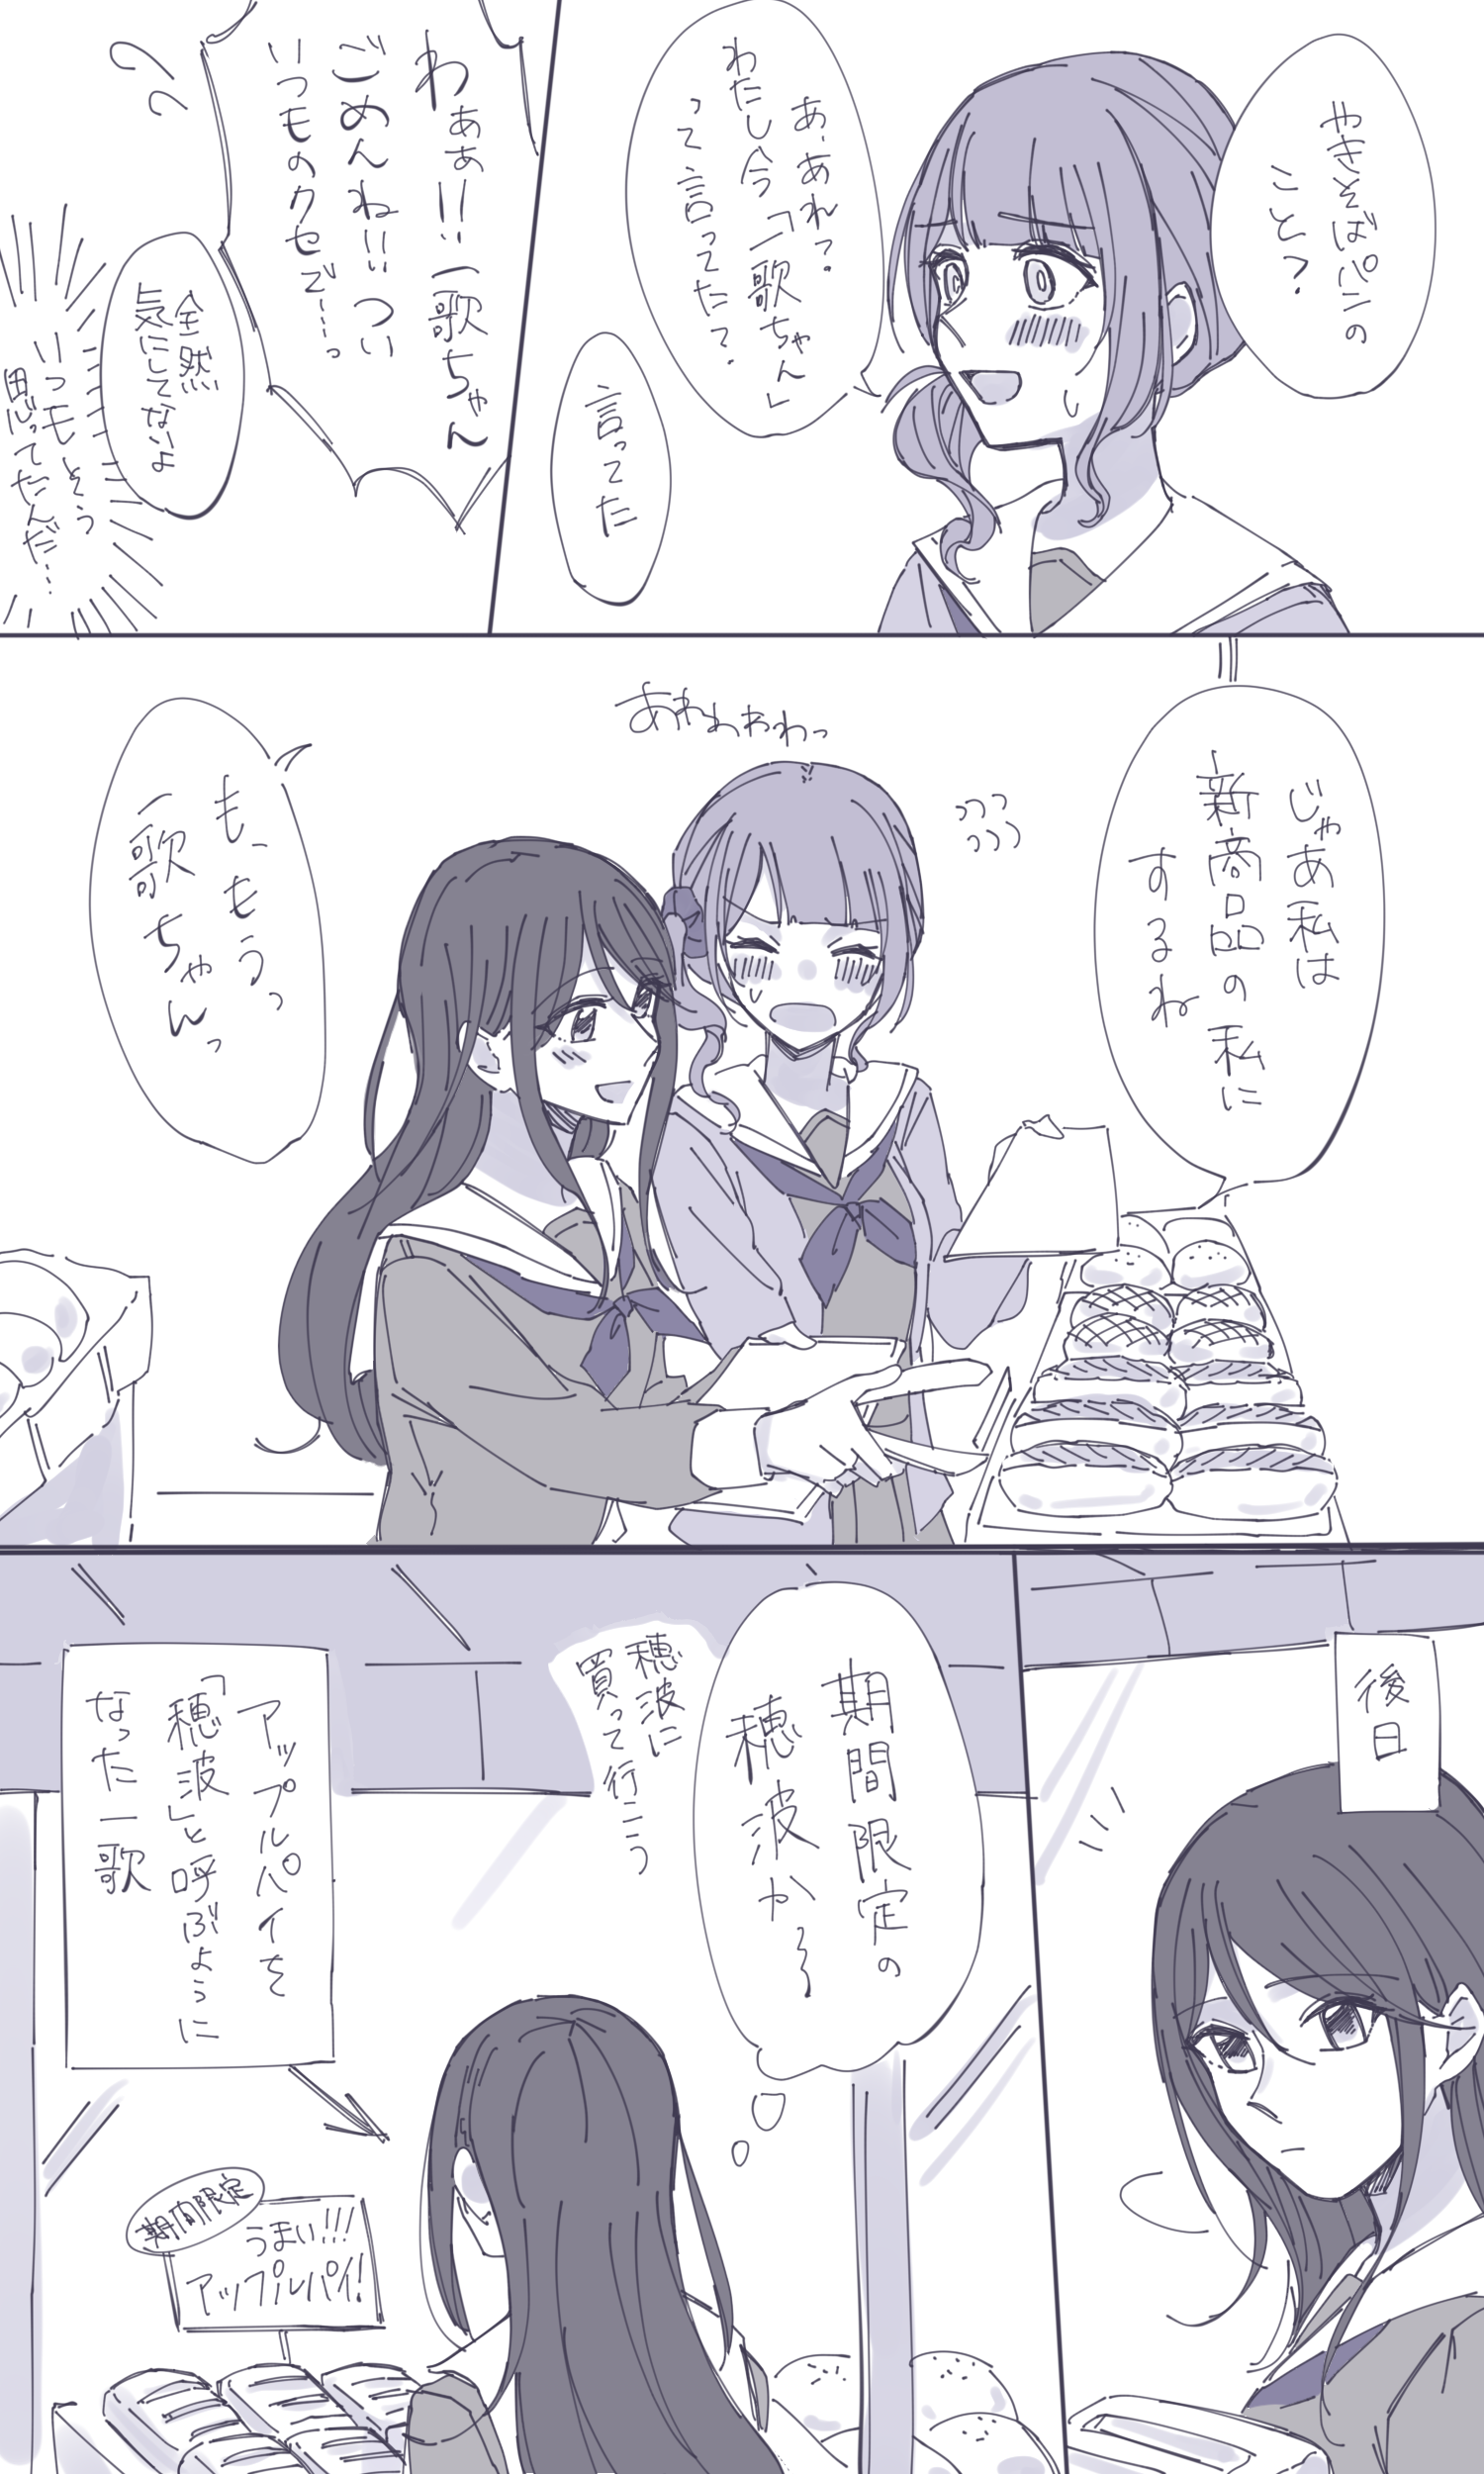 やきそばパンの
こと？
あ、あれ？
わたし今「一歌ちゃん」
って言ってた？
言ってた
わぁぁ!!一歌ちゃん
ごめんね!!つい
いつものクセで……っ
全然
気にしてないよ
いつもそう
思ってたんだ…
じゃあ私は
新商品の私に
するね
あわわわわっ
も、もうっ
一歌ちゃんっ
後日
期間限定の
穂波か〜
穂波に
買って行こう
アップルパイを
「穂波」と呼ぶように
なった一歌
期間限定
うまい!!!
アップルパイ!